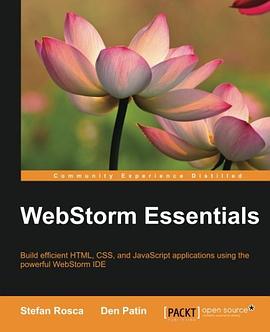 Community Experience Distilled
WebStorm Essentials
Build efficient HTML, CSS, and JavaScript applications using the
powerful WebStorm IDE
Stefan Rosca Den Patin
[PACKT] open source*
PUBLISHING